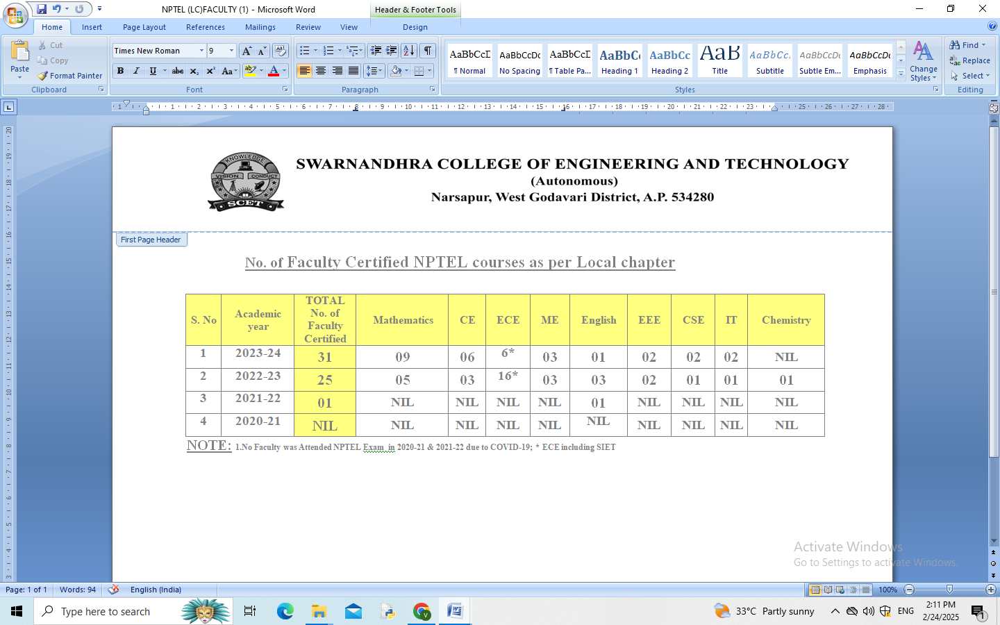 NPTEL (LC)FACULTY (1) - Microsoft Word
Header & Footer Tools
Home Insert Page Layout References Mailings Review View Design
Paste
Cut
Copy
Format Painter
Clipboard
Times New Roman 9
Font
Paragraph
AaBbCcD AaBbCcDc AaBbCcD AaBbC AaBbCc AaB AaBbCc. AaBbCcDc AaBbCcDc
¶ Normal No Spacing ¶ Table Pa... Heading 1 Heading 2 Title Subtitle Subtle Em... Emphasis
Styles
Change Styles
Find
Replace
Select
Editing
KNOWLEDGE
VISION CONDUCT
SCET
SWARNANDHRA COLLEGE OF ENGINEERING AND TECHNOLOGY
(Autonomous)
Narsapur, West Godavari District, A.P. 534280
First Page Header
No. of Faculty Certified NPTEL courses as per Local chapter
S. No Academic year TOTAL No. of Faculty Certified Mathematics CE ECE ME English EEE CSE IT Chemistry
1 2023-24 31 09 06 6* 03 01 02 02 02 NIL
2 2022-23 25 05 03 16* 03 03 02 01 01 01
3 2021-22 01 NIL NIL NIL NIL 01 NIL NIL NIL NIL
4 2020-21 NIL NIL NIL NIL NIL NIL NIL NIL NIL NIL
NOTE: 1.No Faculty was Attended NPTEL Exam in 2020-21 & 2021-22 due to COVID-19; * ECE including SIET
Activate Windows
Go to Settings to activate Windows.
Page: 1 of 1 Words: 94 English (India) 100%
Type here to search
33°C Partly sunny ENG 2:11 PM
2/24/2025
1